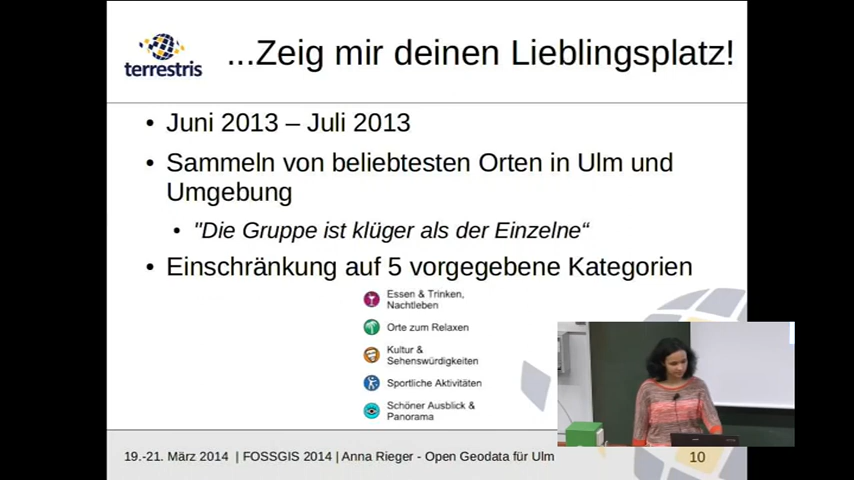 terrestris
...Zeig mir deinen Lieblingsplatz!
• Juni 2013 – Juli 2013
• Sammeln von beliebtesten Orten in Ulm und
Umgebung
• "Die Gruppe ist klüger als der Einzelne“
• Einschränkung auf 5 vorgegebene Kategorien
Essen & Trinken,
Nachtleben
Orte zum Relaxen
Kultur &
Sehenswürdigkeiten
Sportliche Aktivitäten
Schöner Ausblick &
Panorama
19.-21. März 2014 | FOSSGIS 2014 | Anna Rieger - Open Geodata für Ulm
10